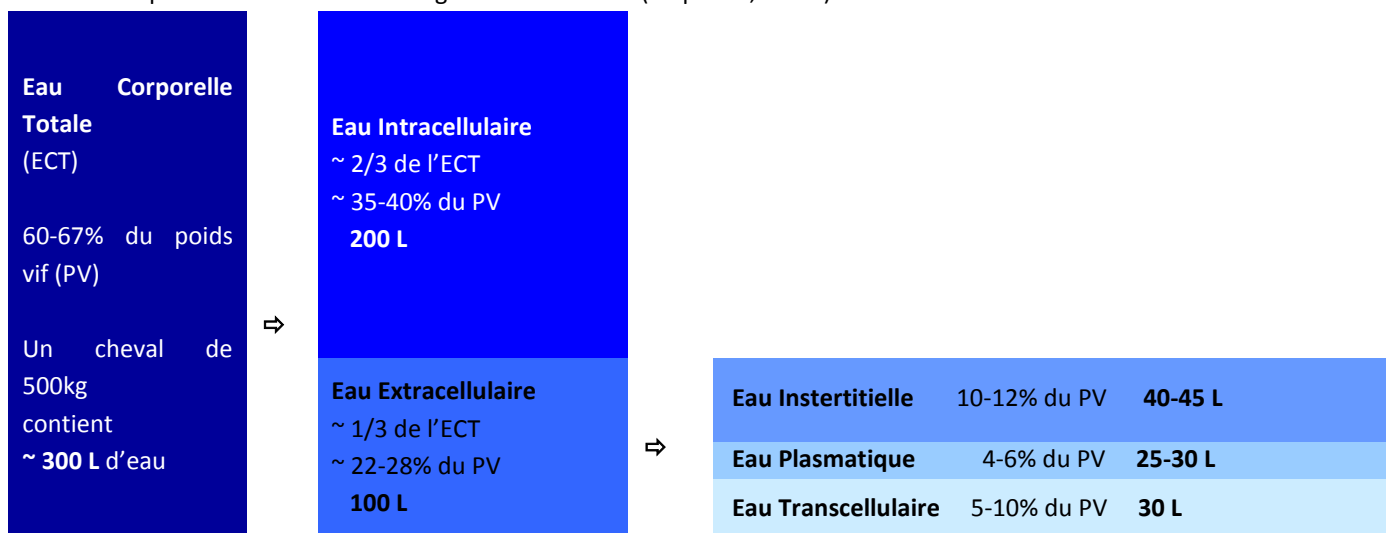 Eau Corporelle
Totale
(ECT)
60-67% du poids
vif (PV)
Un cheval de
500kg
contient
~ 300 L d’eau
⇨
Eau Intracellulaire
~ 2/3 de l’ECT
~ 35-40% du PV
200 L
Eau Extracellulaire
~ 1/3 de l’ECT
~ 22-28% du PV
100 L
⇨
Eau Instertitielle 10-12% du PV 40-45 L
Eau Plasmatique 4-6% du PV 25-30 L
Eau Transcellulaire 5-10% du PV 30 L